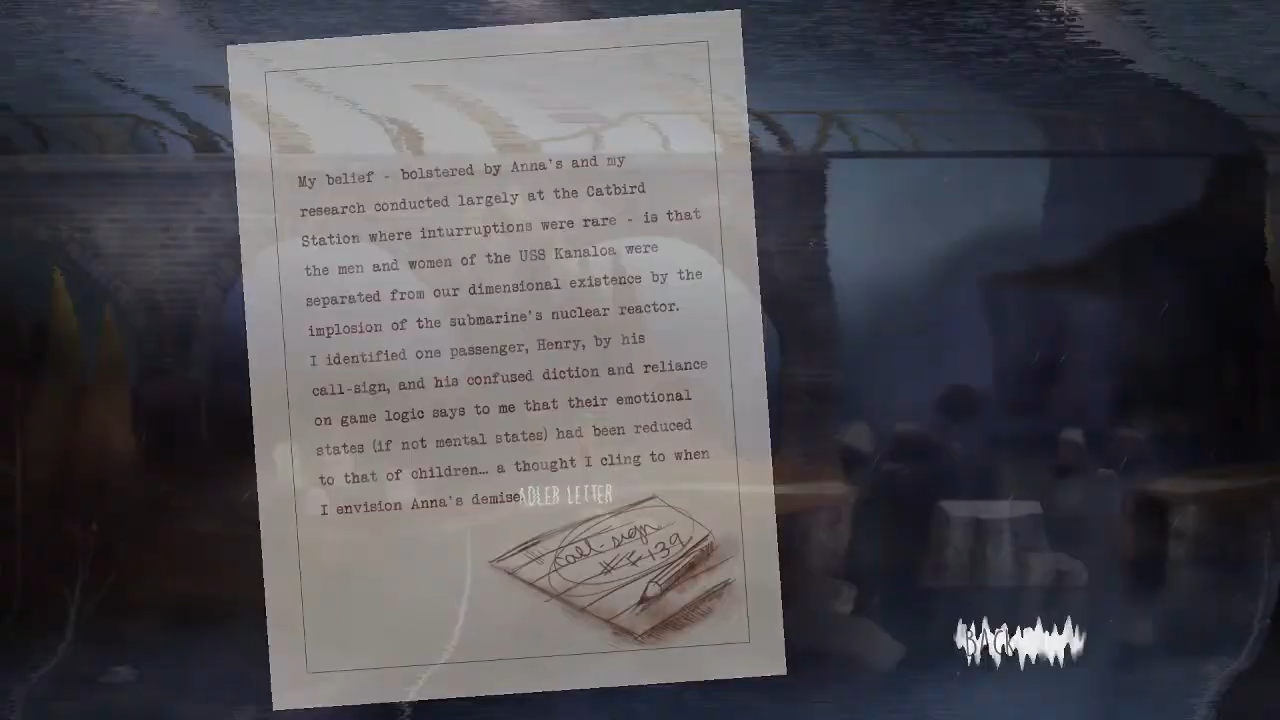 My belief - bolstered by Anna's and my
research conducted largely at the Catbird
Station where inturruptions were rare - is that
the men and women of the USS Kanaloa were
separated from our dimensional existence by the
implosion of the submarine's nuclear reactor.
I identified one passenger, Henry, by his
call-sign, and his confused diction and reliance
on game logic says to me that their emotional
states (if not mental states) had been reduced
to that of children… a thought I cling to when
I envision Anna's demise
ADLER LETTER
call-sign
BACK